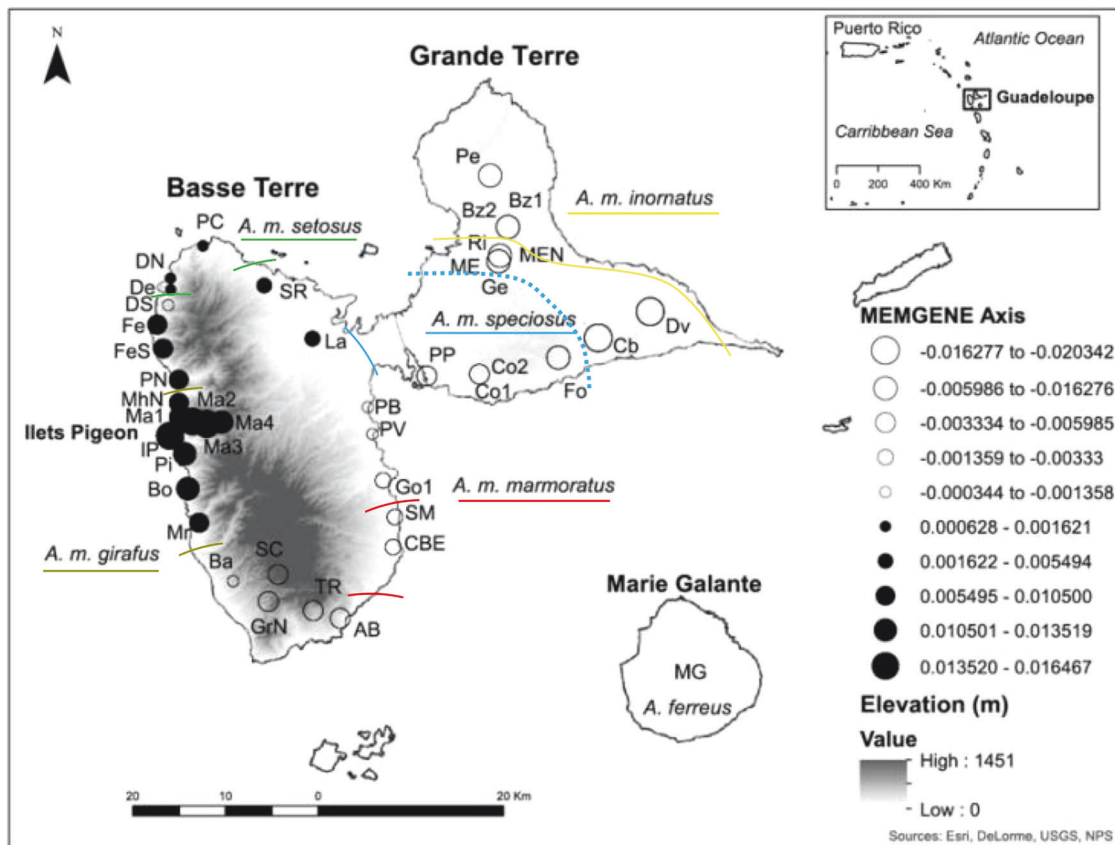 N
Puerto Rico
Atlantic Ocean
Guadeloupe
Carribbean Sea
0 200 400 Km
Grande Terre
Pe
Bz1
Bz2
A. m. inornatus
Basse Terre
PC
A. m. setosus
RI
MEN
ME
Ge
DN
De
DS
SR
Fe
FeS
La
A. m. speciosus
Dv
Cb
PP
Co2
Co1
Fo
PN
MhN
Ma2
Ma1
Ma4
Ma3
PB
PV
Ilets Pigeon
IP
Pi
Bo
Go1
A. m. marmoratus
SM
Mr
CBE
A. m. girafus
Ba
SC
TR
GrN
AB
Marie Galante
MG
A. ferreus
MEMGENE Axis
-0.016277 to -0.020342
-0.005986 to -0.016276
-0.003334 to -0.005985
-0.001359 to -0.00333
-0.000344 to -0.001358
0.000628 - 0.001621
0.001622 - 0.005494
0.005495 - 0.010500
0.010501 - 0.013519
0.013520 - 0.016467
Elevation (m)
Value
High : 1451
Low : 0
20 10 0 20 Km
Sources: Esri, DeLorme, USGS, NPS